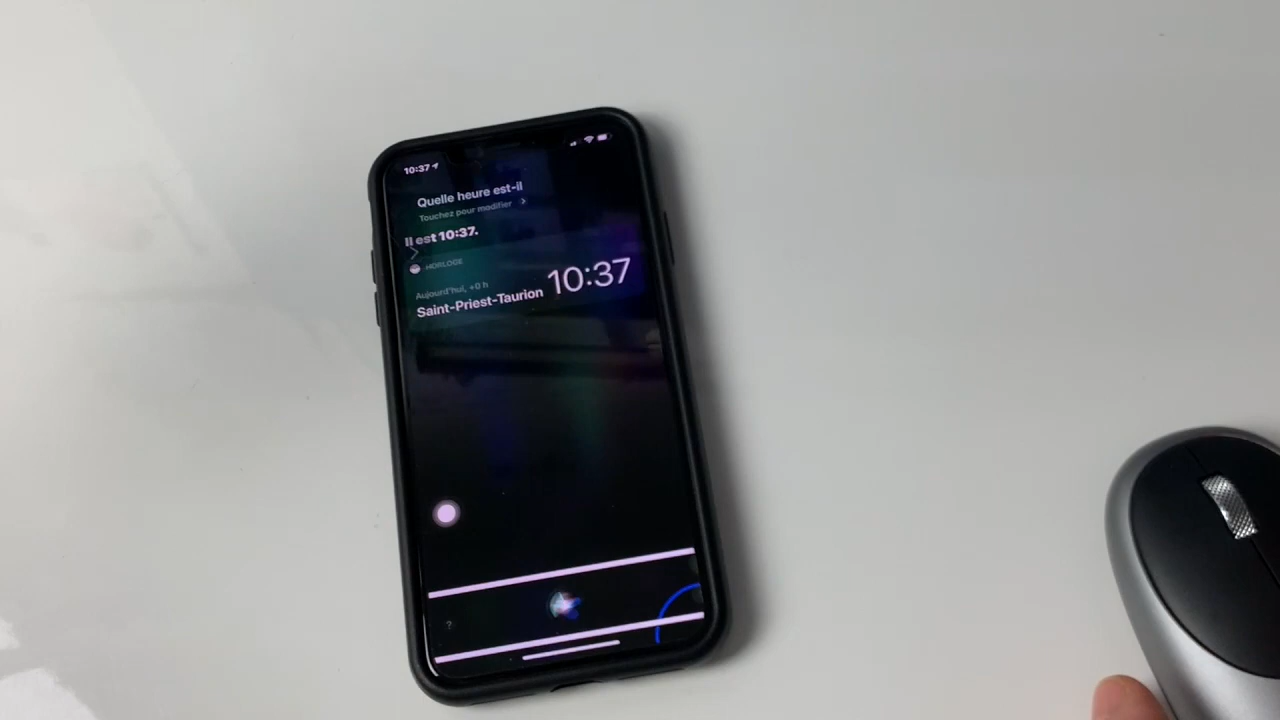 10:37
Quelle heure est-il
Touchez pour modifier >
Il est 10:37.
HORLOGE
Aujourd'hui, +0 h
Saint-Priest-Taurion
10:37
?